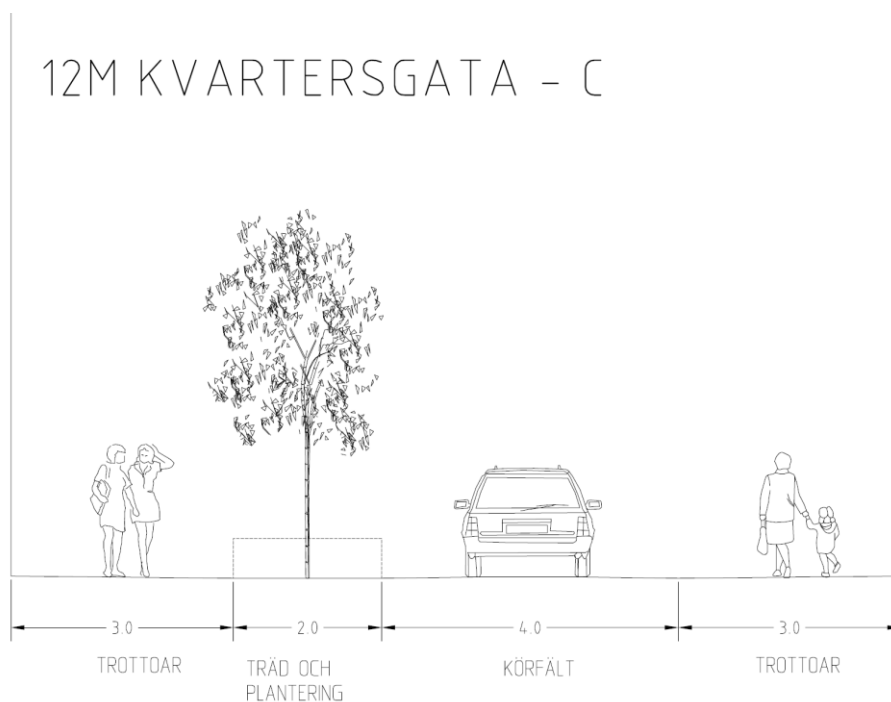 12M KVARTERSGATA - C
3.0 2.0 4.0 3.0
TROTTOAR TRÄD OCH KÖRFÄLT TROTTOAR
PLANTERING